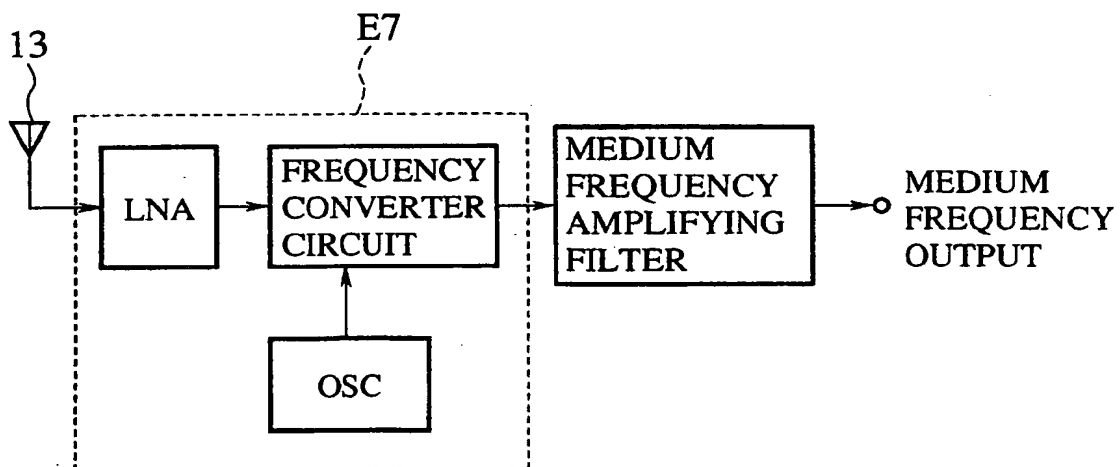 13
E7
LNA
FREQUENCY
CONVERTER
CIRCUIT
OSC
MEDIUM
FREQUENCY
AMPLIFYING
FILTER
MEDIUM
FREQUENCY
OUTPUT